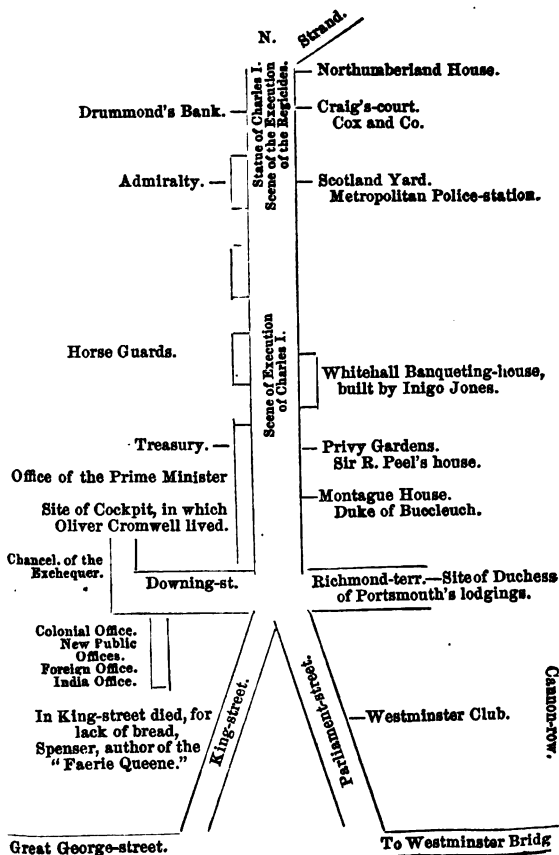 N.
Strand.
Statue of Charles I.
Scene of the Execution
of the Regicides.
Northumberland House.
Drummond's Bank.
Craig's-court.
Cox and Co.
Admiralty.
Scotland Yard.
Metropolitan Police-station.
Horse Guards.
Scene of Execution
of Charles I.
Whitehall Banqueting-house,
built by Inigo Jones.
Treasury.
Privy Gardens.
Sir R. Peel's house.
Office of the Prime Minister
Montague House.
Duke of Buccleuch.
Site of Cockpit, in which
Oliver Cromwell lived.
Chancel. of the
Exchequer.
Downing-st.
Richmond-terr.—Site of Duchess
of Portsmouth's lodgings.
Colonial Office.
New Public
Offices.
Foreign Office.
India Office.
King-street.
Parliament-street.
Canon-row.
Westminster Club.
In King-street died, for
lack of bread,
Spenser, author of the
"Faerie Queene."
Great George-street.
To Westminster Bridg